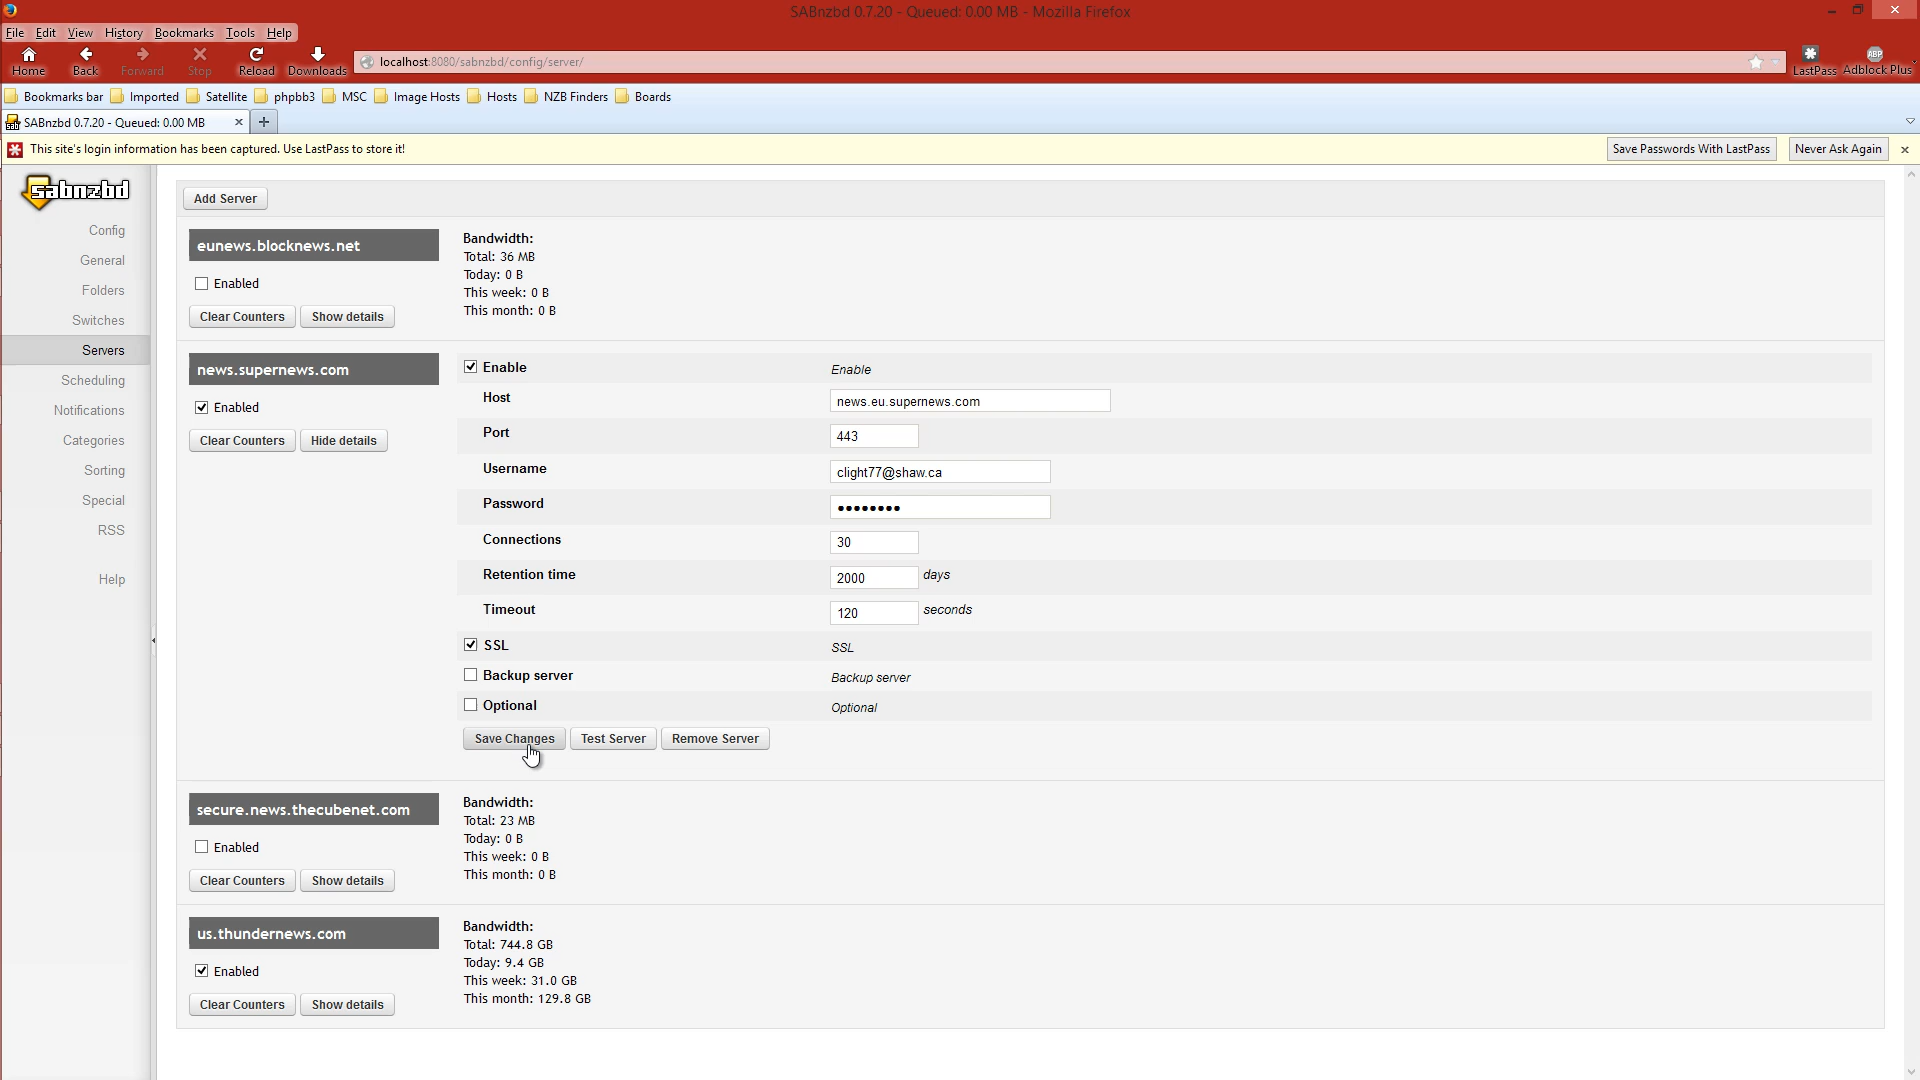 SABnzbd 0.7.20 - Queued: 0.00 MB - Mozilla Firefox
File Edit View History Bookmarks Tools Help
Home Back Forward Stop Reload Downloads localhost:8080/sabnzbd/config/server/ LastPass Adblock Plus
Bookmarks bar Imported Satellite phpbb3 MSC Image Hosts Hosts NZB Finders Boards
SABnzbd 0.7.20 - Queued: 0.00 MB
This site's login information has been captured. Use LastPass to store it! Save Passwords With LastPass Never Ask Again
sabnzbd
Config
General
Folders
Switches
Servers
Scheduling
Notifications
Categories
Sorting
Special
RSS
Help
Add Server
eunews.blocknews.net
Enabled
Clear Counters Show details
Bandwidth:
Total: 36 MB
Today: 0 B
This week: 0 B
This month: 0 B
news.supernews.com
Enabled
Clear Counters Hide details
Enable Enable
Host news.eu.supernews.com
Port 443
Username clight77@shaw.ca
Password ••••••••
Connections 30
Retention time 2000 days
Timeout 120 seconds
SSL SSL
Backup server Backup server
Optional Optional
Save Changes Test Server Remove Server
secure.news.thecubenet.com
Enabled
Clear Counters Show details
Bandwidth:
Total: 23 MB
Today: 0 B
This week: 0 B
This month: 0 B
us.thundernews.com
Enabled
Clear Counters Show details
Bandwidth:
Total: 744.8 GB
Today: 9.4 GB
This week: 31.0 GB
This month: 129.8 GB